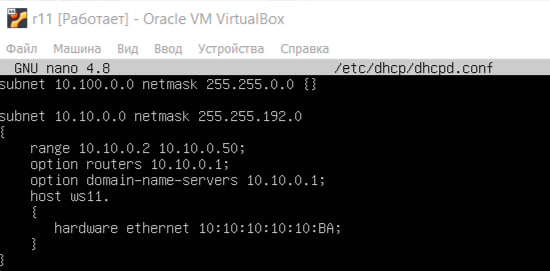 r11 [Работает] - Oracle VM VirtualBox
Файл Машина Вид Ввод Устройства Справка
GNU nano 4.8 /etc/dhcp/dhcpd.conf
subnet 10.100.0.0 netmask 255.255.0.0 {}
subnet 10.10.0.0 netmask 255.255.192.0
{
range 10.10.0.2 10.10.0.50;
option routers 10.10.0.1;
option domain-name-servers 10.10.0.1;
host ws11.
{
hardware ethernet 10:10:10:10:10:BA;
}
}